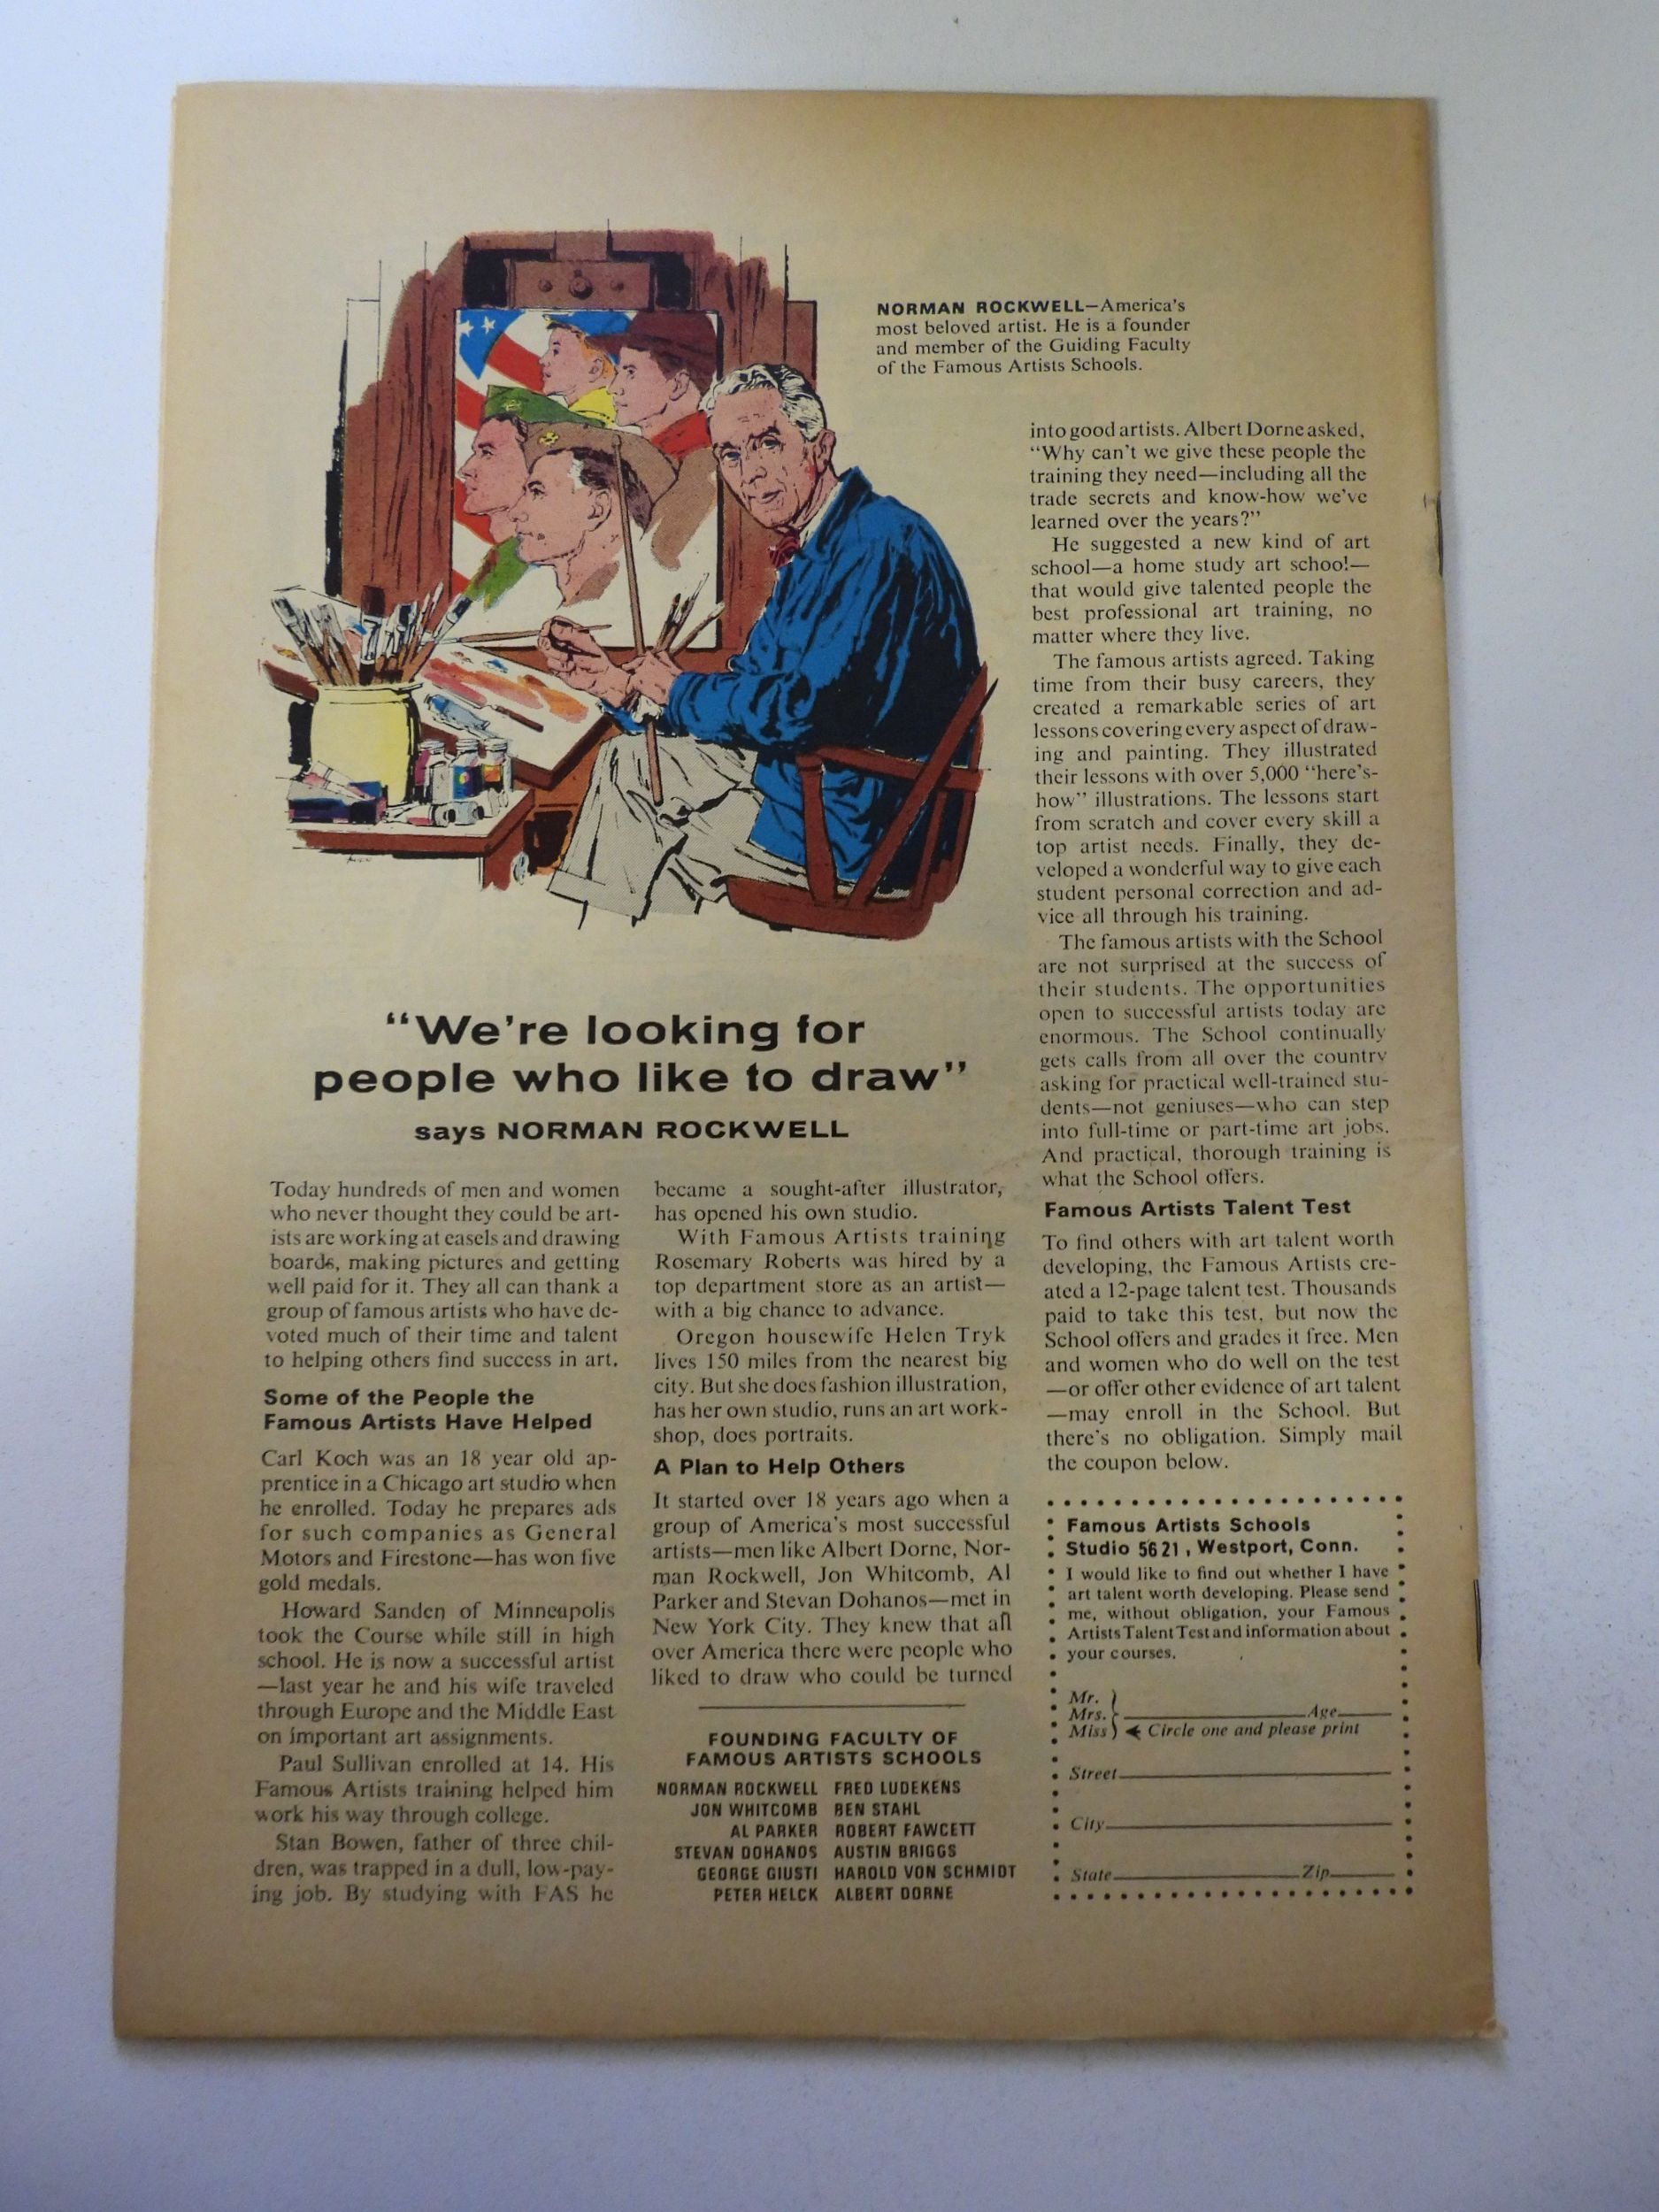 NORMAN ROCKWELL—America's
most beloved artist. He is a founder
and member of the Guiding Faculty
of the Famous Artists Schools.
"We're looking for
people who like to draw"
says NORMAN ROCKWELL
Today hundreds of men and women
who never thought they could be art-
ists are working at easels and drawing
boards, making pictures and getting
well paid for it. They all can thank a
group of famous artists who have de-
voted much of their time and talent
to helping others find success in art.
Some of the People the
Famous Artists Have Helped
Carl Koch was an 18 year old ap-
prentice in a Chicago art studio when
he enrolled. Today he prepares ads
for such companies as General
Motors and Firestone—has won five
gold medals.
Howard Sanden of Minneapolis
took the Course while still in high
school. He is now a successful artist
—last year he and his wife traveled
through Europe and the Middle East
on important art assignments.
Paul Sullivan enrolled at 14. His
Famous Artists training helped him
work his way through college.
Stan Bowen, father of three chil-
dren, was trapped in a dull, low-pay-
ing job. By studying with FAS he
became a sought-after illustrator,
has opened his own studio.
With Famous Artists training
Rosemary Roberts was hired by a
top department store as an artist—
with a big chance to advance.
Oregon housewife Helen Tryk
lives 150 miles from the nearest big
city. But she does fashion illustration,
has her own studio, runs an art work-
shop, does portraits.
A Plan to Help Others
It started over 18 years ago when a
group of America's most successful
artists—men like Albert Dorne, Nor-
man Rockwell, Jon Whitcomb, Al
Parker and Stevan Dohanos—met in
New York City. They knew that all
over America there were people who
liked to draw who could be turned
into good artists. Albert Dorne asked,
"Why can't we give these people the
training they need—including all the
trade secrets and know-how we've
learned over the years?"
He suggested a new kind of art
school—a home study art school—
that would give talented people the
best professional art training, no
matter where they live.
The famous artists agreed. Taking
time from their busy careers, they
created a remarkable series of art
lessons covering every aspect of draw-
ing and painting. They illustrated
their lessons with over 5,000 "here's-
how" illustrations. The lessons start
from scratch and cover every skill a
top artist needs. Finally, they de-
veloped a wonderful way to give each
student personal correction and ad-
vice all through his training.
The famous artists with the School
are not surprised at the success of
their students. The opportunities
open to successful artists today are
enormous. The School continually
gets calls from all over the country
asking for practical well-trained stu-
dents—not geniuses—who can step
into full-time or part-time art jobs.
And practical, thorough training is
what the School offers.
Famous Artists Talent Test
To find others with art talent worth
developing, the Famous Artists cre-
ated a 12-page talent test. Thousands
paid to take this test, but now the
School offers and grades it free. Men
and women who do well on the test
—or offer other evidence of art talent
—may enroll in the School. But
there's no obligation. Simply mail
the coupon below.
FOUNDING FACULTY OF
FAMOUS ARTISTS SCHOOLS
NORMAN ROCKWELL FRED LUDEKENS
JON WHITCOMB BEN STAHL
AL PARKER ROBERT FAWCETT
STEVAN DOHANOS AUSTIN BRIGGS
GEORGE GIUSTI HAROLD VON SCHMIDT
PETER HELCK ALBERT DORNE
Famous Artists Schools
Studio 5621, Westport, Conn.
I would like to find out whether I have
art talent worth developing. Please send
me, without obligation, your Famous
Artists Talent Test and information about
your courses.
Mr.
Mrs. Age
Miss Circle one and please print
Street
City
State Zip